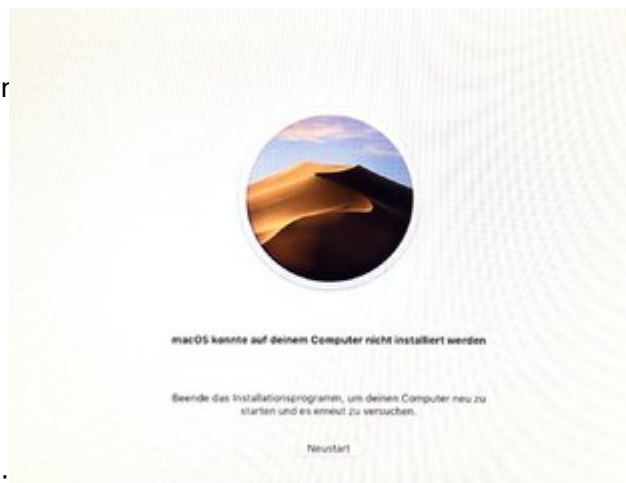 r
macOS konnte auf deinem Computer nicht installiert werden
Beende das Installationsprogramm, um deinen Computer neu zu
starten und es erneut zu versuchen.
Neustart
.